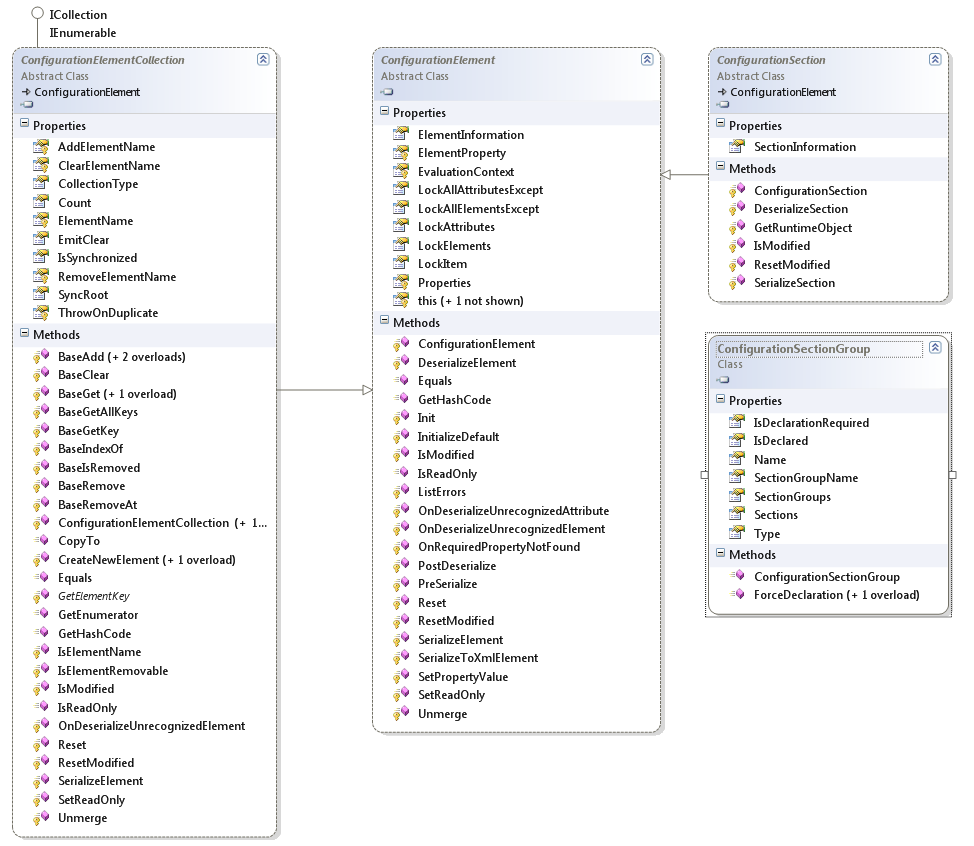 ICollection
IEnumerable
ConfigurationElementCollection
Abstract Class
ConfigurationElement
Properties
AddElementName
ClearElementName
CollectionType
Count
ElementName
EmitClear
IsSynchronized
RemoveElementName
SyncRoot
ThrowOnDuplicate
Methods
BaseAdd (+ 2 overloads)
BaseClear
BaseGet (+ 1 overload)
BaseGetAllKeys
BaseGetKey
BaseIndexOf
BaseIsRemoved
BaseRemove
BaseRemoveAt
ConfigurationElementCollection (+ 1...
CopyTo
CreateNewElement (+ 1 overload)
Equals
GetElementKey
GetEnumerator
GetHashCode
IsElementName
IsElementRemovable
IsModified
IsReadOnly
OnDeserializeUnrecognizedElement
Reset
ResetModified
SerializeElement
SetReadOnly
Unmerge
ConfigurationElement
Abstract Class
Properties
ElementInformation
ElementProperty
EvaluationContext
LockAllAttributesExcept
LockAllElementsExcept
LockAttributes
LockElements
LockItem
Properties
this (+ 1 not shown)
Methods
ConfigurationElement
DeserializeElement
Equals
GetHashCode
Init
InitializeDefault
IsModified
IsReadOnly
ListErrors
OnDeserializeUnrecognizedAttribute
OnDeserializeUnrecognizedElement
OnRequiredPropertyNotFound
PostDeserialize
PreSerialize
Reset
ResetModified
SerializeElement
SerializeToXmlElement
SetPropertyValue
SetReadOnly
Unmerge
ConfigurationSection
Abstract Class
ConfigurationElement
Properties
SectionInformation
Methods
ConfigurationSection
DeserializeSection
GetRuntimeObject
IsModified
ResetModified
SerializeSection
ConfigurationSectionGroup
Class
Properties
IsDeclarationRequired
IsDeclared
Name
SectionGroupName
SectionGroups
Sections
Type
Methods
ConfigurationSectionGroup
ForceDeclaration (+ 1 overload)